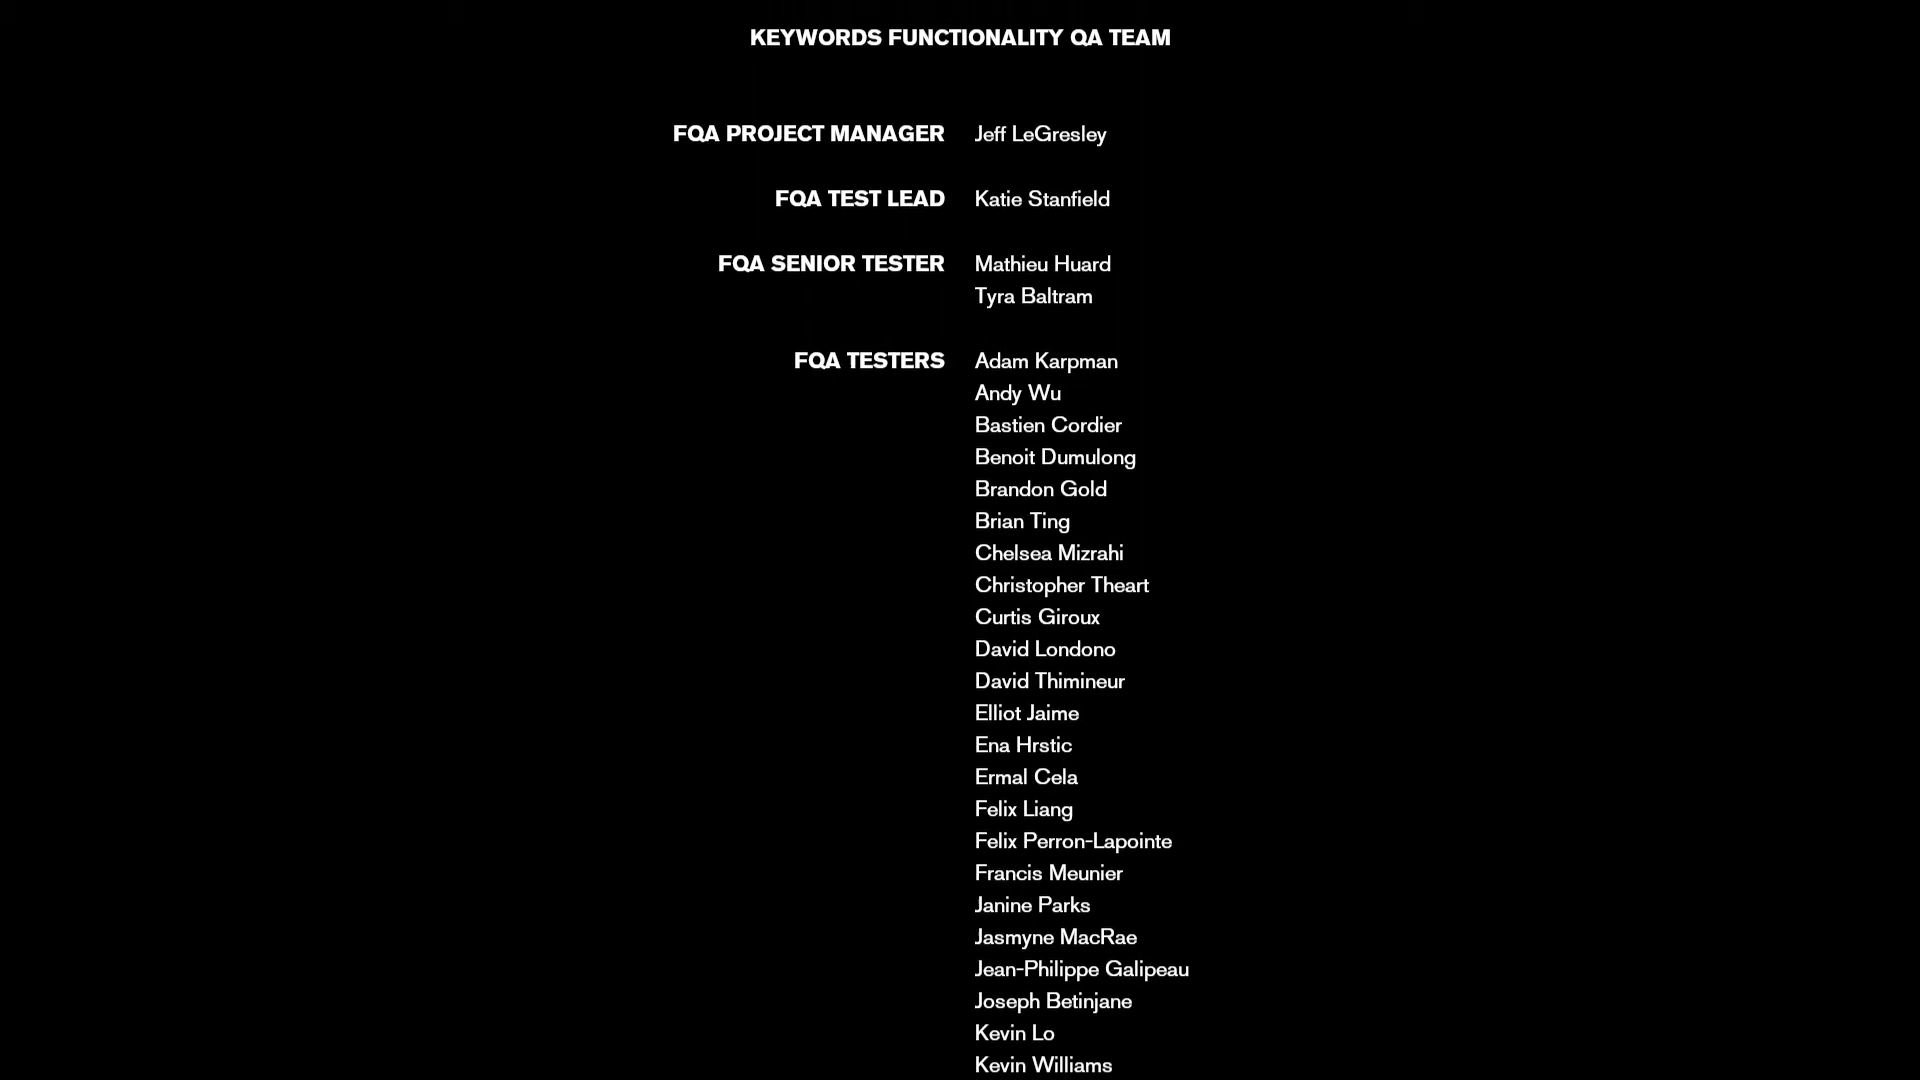 KEYWORDS FUNCTIONALITY QA TEAM
FQA PROJECT MANAGER Jeff LeGresley
FQA TEST LEAD Katie Stanfield
FQA SENIOR TESTER Mathieu Huard
Tyra Baltram
FQA TESTERS Adam Karpman
Andy Wu
Bastien Cordier
Benoit Dumulong
Brandon Gold
Brian Ting
Chelsea Mizrahi
Christopher Theart
Curtis Giroux
David Londono
David Thimineur
Elliot Jaime
Ena Hrstic
Ermal Cela
Felix Liang
Felix Perron-Lapointe
Francis Meunier
Janine Parks
Jasmyne MacRae
Jean-Philippe Galipeau
Joseph Betinjane
Kevin Lo
Kevin Williams